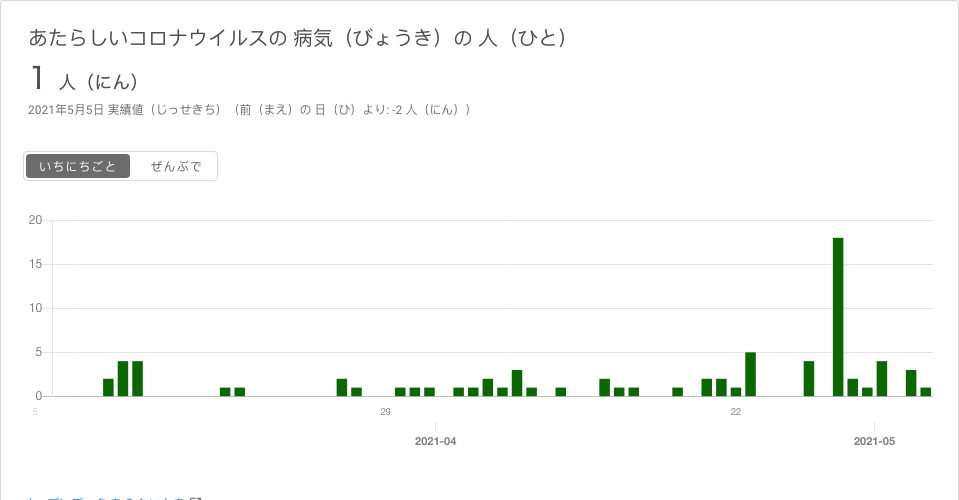 あたらしいコロナウイルスの 病気（びょうき）の 人（ひと）
1 人（にん）
2021年5月5日 実績値（じっせきち）（前（まえ）の 日（ひ）より: -2 人（にん））
いちにちごと ぜんぶで
20
15
10
5
0
5 29 22
2021-04 2021-05